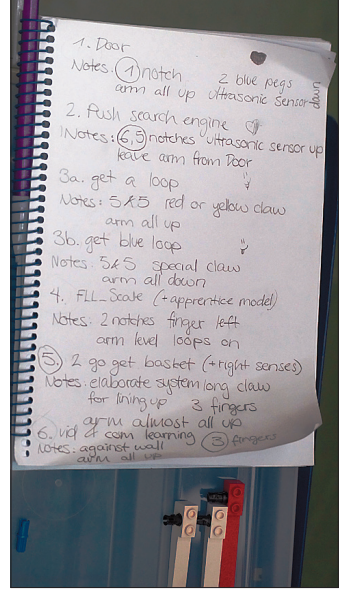 1. Door
Notes: 1 notch 2 blue pegs
arm all up ultrasonic sensor down
2. Push search engine
Notes: 6,5 notches ultrasonic sensor up
leave arm from Door
3a. get a loop
Notes: 5&5 red or yellow claw
arm all up
3b. get blue loop
Notes: 5&5 special claw
arm all down
4. FLL_Scale (+apprentice model)
Notes: 2 notches finger left
arm level loops on
5 2 go get basket (+right senses)
Notes: elaborate system long claw
for lining up 3 fingers
arm almost all up
6. vid & com learning 3 fingers
Notes: against wall
arm all up